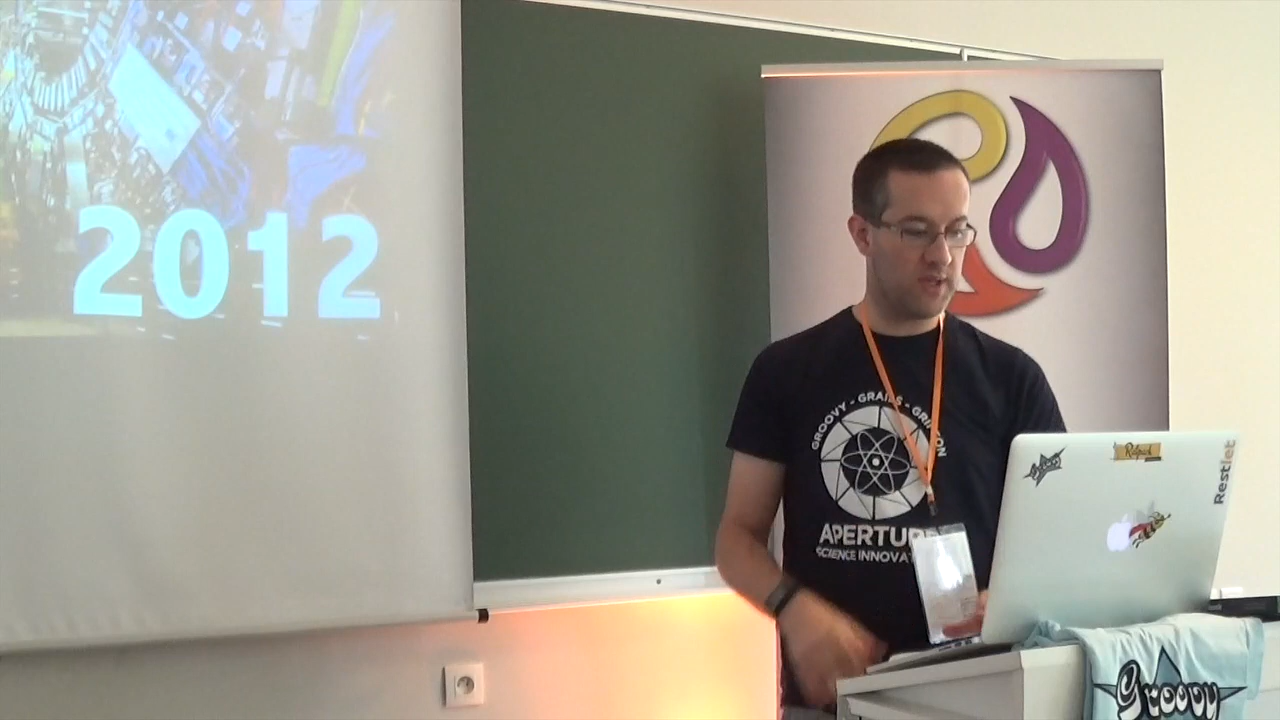 2012
GROOVY - GRAILS - GRIFFON
APERTURE
SCIENCE INNOVAT
Ratpack
Restlet
Groovy